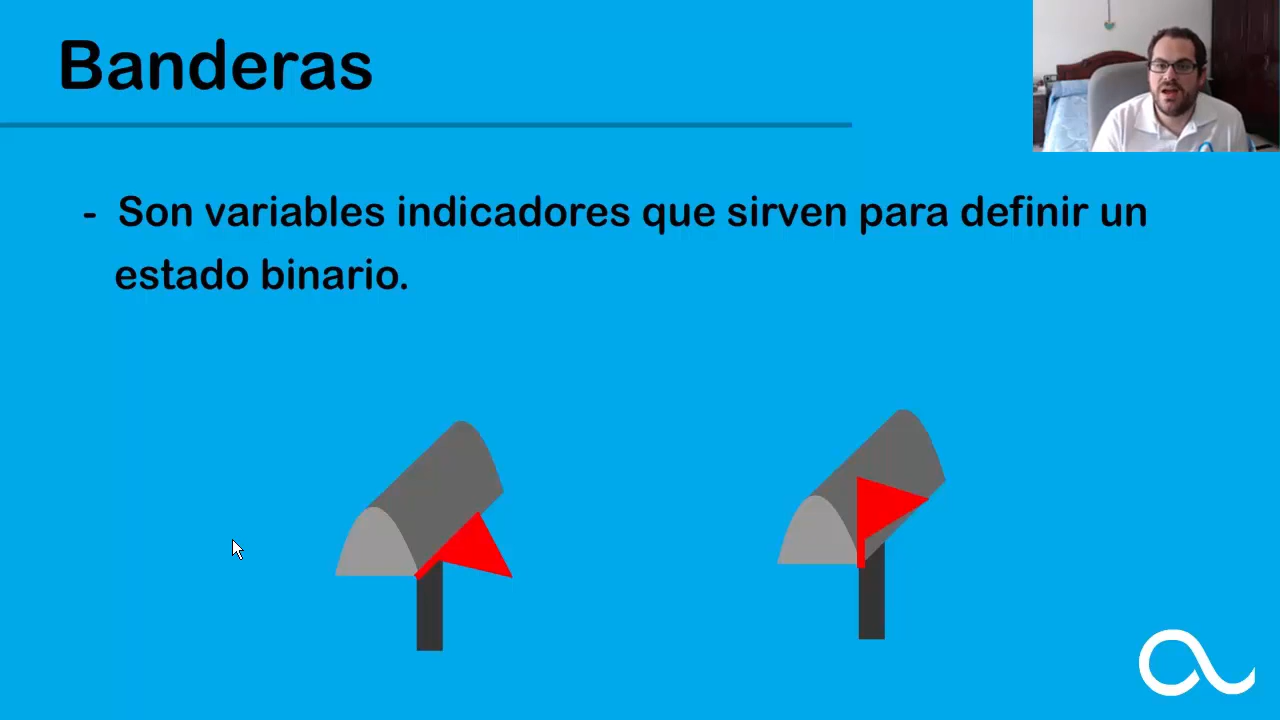 Banderas
- Son variables indicadores que sirven para definir un
estado binario.